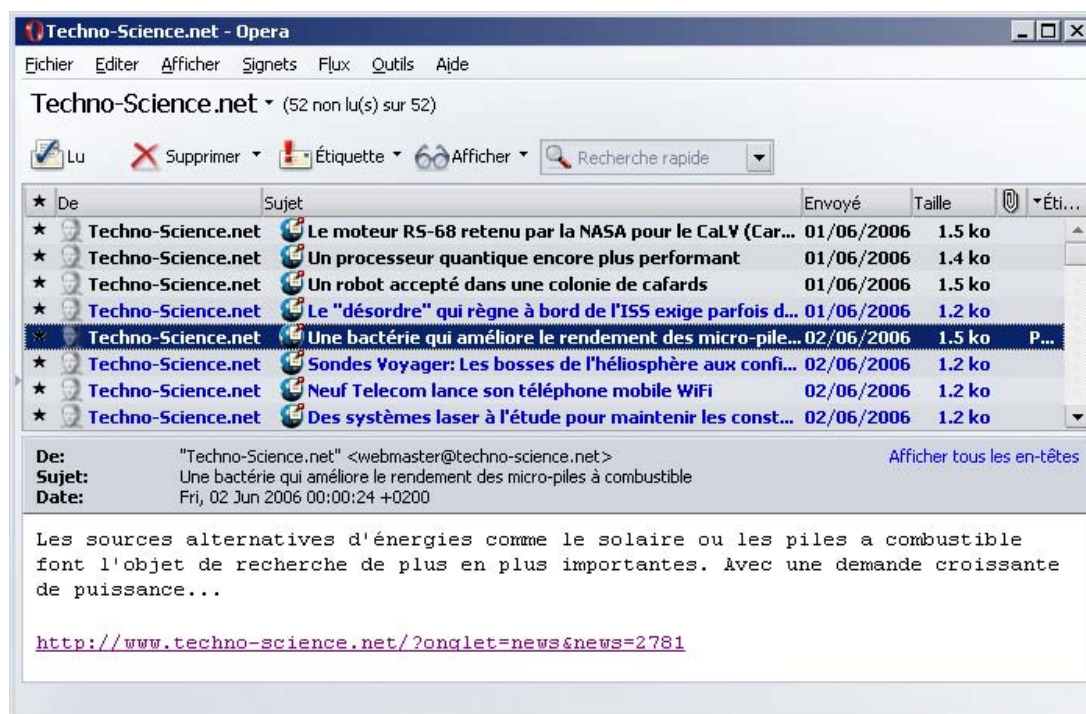 Techno-Science.net - Opera
Fichier Editer Afficher Signets Flux Outils Aide
Techno-Science.net (52 non lu(s) sur 52)
Lu Supprimer Étiquette Afficher Recherche rapide
De Sujet Envoyé Taille Éti...
Techno-Science.net Le moteur RS-68 retenu par la NASA pour le CaLV (Car... 01/06/2006 1.5 ko
Techno-Science.net Un processeur quantique encore plus performant 01/06/2006 1.4 ko
Techno-Science.net Un robot accepté dans une colonie de cafards 01/06/2006 1.5 ko
Techno-Science.net Le "désordre" qui règne à bord de l'ISS exige parfois d... 01/06/2006 1.2 ko
Techno-Science.net Une bactérie qui améliore le rendement des micro-pile... 02/06/2006 1.5 ko P...
Techno-Science.net Sondes Voyager: Les bosses de l'héliosphère aux confi... 02/06/2006 1.2 ko
Techno-Science.net Neuf Telecom lance son téléphone mobile WiFi 02/06/2006 1.2 ko
Techno-Science.net Des systèmes laser à l'étude pour maintenir les const... 02/06/2006 1.2 ko
De: "Techno-Science.net" <webmaster@techno-science.net> Afficher tous les en-têtes
Sujet: Une bactérie qui améliore le rendement des micro-piles à combustible
Date: Fri, 02 Jun 2006 00:00:24 +0200
Les sources alternatives d'énergies comme le solaire ou les piles a combustible
font l'objet de recherche de plus en plus importantes. Avec une demande croissante
de puissance...
http://www.techno-science.net/?onglet=news&news=2781